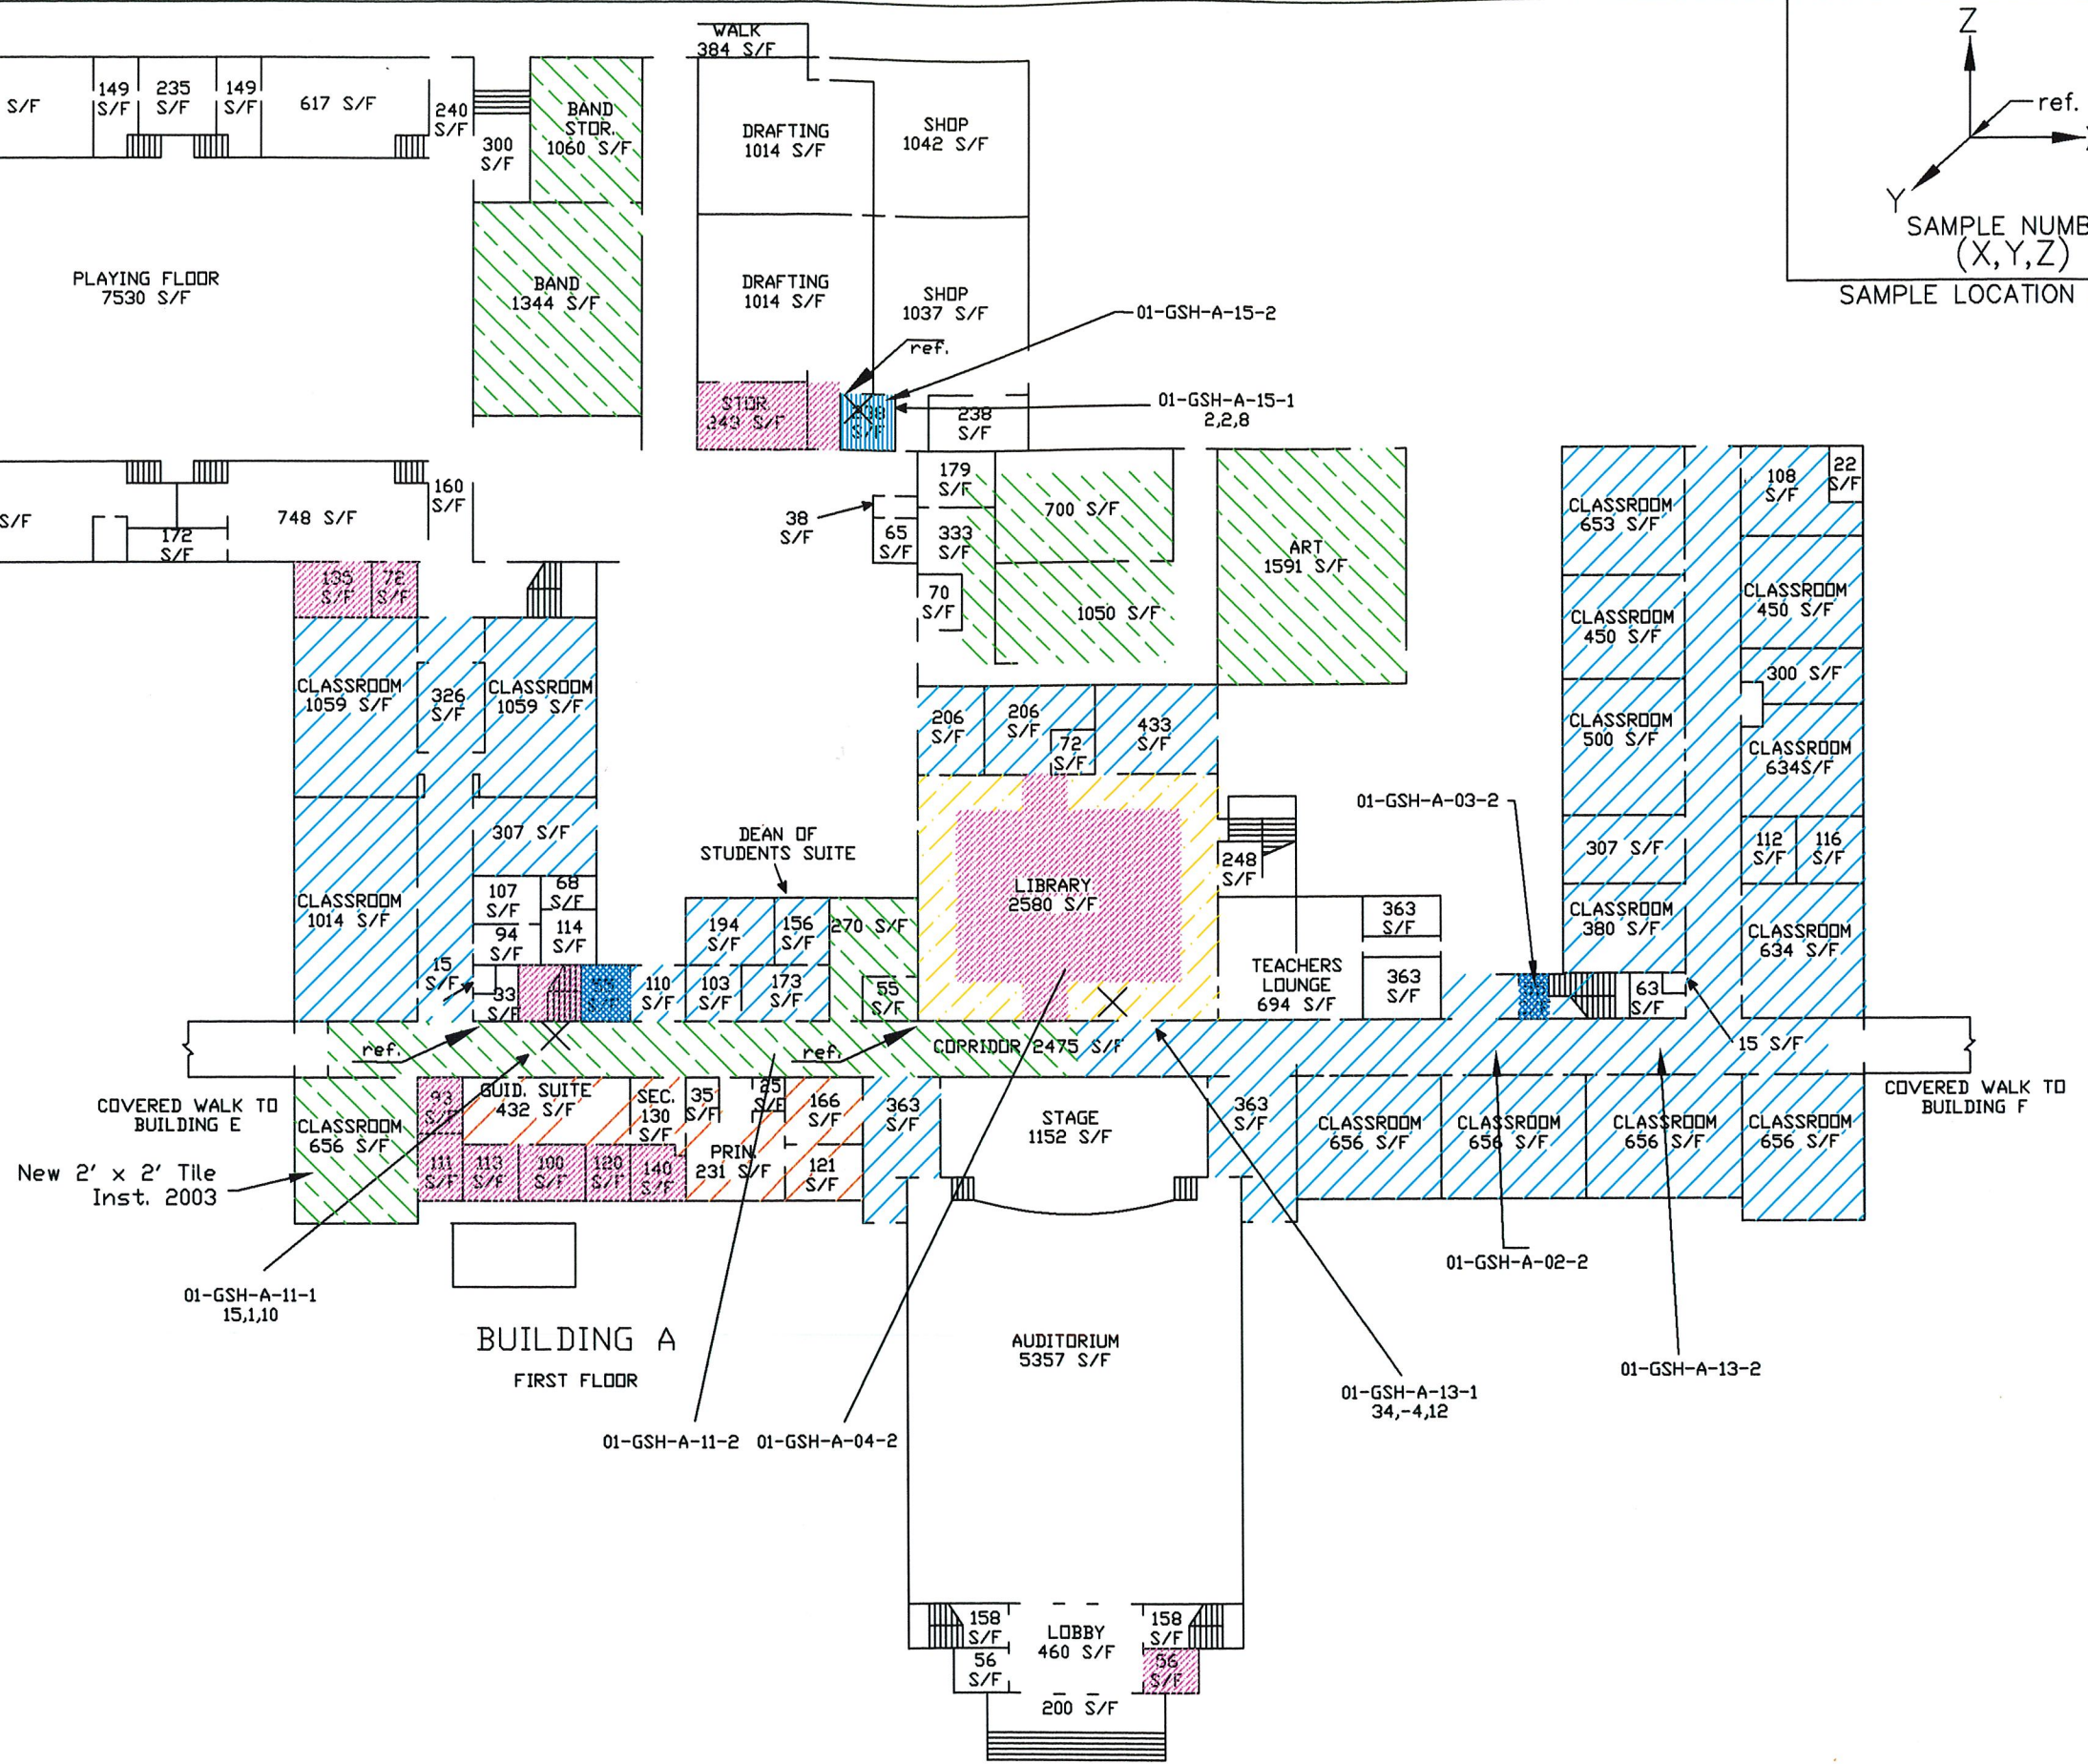 WALK
384 S/F
Z
ref.
Y
SAMPLE NUMB
(X,Y,Z)
SAMPLE LOCATION
S/F
149
S/F
235
S/F
149
S/F
617 S/F
240
S/F
300
S/F
BAND
STOR.
1060 S/F
DRAFTING
1014 S/F
SHOP
1042 S/F
PLAYING FLOOR
7530 S/F
BAND
1344 S/F
DRAFTING
1014 S/F
SHOP
1037 S/F
01-GSH-A-15-2
ref.
STOR.
243 S/F
S/F
238
S/F
01-GSH-A-15-1
2,2,8
S/F
172
S/F
748 S/F
160
S/F
38
S/F
65
S/F
179
S/F
333
S/F
70
S/F
700 S/F
1050 S/F
ART
1591 S/F
CLASSROOM
653 S/F
108
S/F
22
S/F
CLASSROOM
450 S/F
CLASSROOM
450 S/F
300 S/F
CLASSROOM
500 S/F
CLASSROOM
634S/F
307 S/F
112
S/F
116
S/F
CLASSROOM
380 S/F
CLASSROOM
634 S/F
135
S/F
72
S/F
CLASSROOM
1059 S/F
326
S/F
CLASSROOM
1059 S/F
206
S/F
206
S/F
72
S/F
433
S/F
307 S/F
CLASSROOM
1014 S/F
107
S/F
68
S/F
94
S/F
114
S/F
15
S/F
33
S/F
S/F
110
S/F
DEAN OF
STUDENTS SUITE
194
S/F
156
S/F
270 S/F
103
S/F
173
S/F
55
S/F
LIBRARY
2580 S/F
248
S/F
TEACHERS
LOUNGE
694 S/F
363
S/F
363
S/F
01-GSH-A-03-2
63
S/F
15 S/F
ref.
ref.
CORRIDOR 2475 S/F
COVERED WALK TO
BUILDING E
COVERED WALK TO
BUILDING F
CLASSROOM
656 S/F
New 2' x 2' Tile
Inst. 2003
93
S/F
GUID. SUITE
432 S/F
SEC.
130
S/F
35
S/F
25
S/F
166
S/F
111
S/F
113
S/F
100
S/F
120
S/F
140
S/F
PRIN.
231 S/F
121
S/F
363
S/F
STAGE
1152 S/F
363
S/F
CLASSROOM
656 S/F
CLASSROOM
656 S/F
CLASSROOM
656 S/F
CLASSROOM
656 S/F
01-GSH-A-11-1
15,1,10
01-GSH-A-02-2
BUILDING A
FIRST FLOOR
AUDITORIUM
5357 S/F
01-GSH-A-13-1
34,-4,12
01-GSH-A-13-2
01-GSH-A-11-2
01-GSH-A-04-2
158
S/F
LOBBY
460 S/F
158
S/F
56
S/F
56
S/F
200 S/F